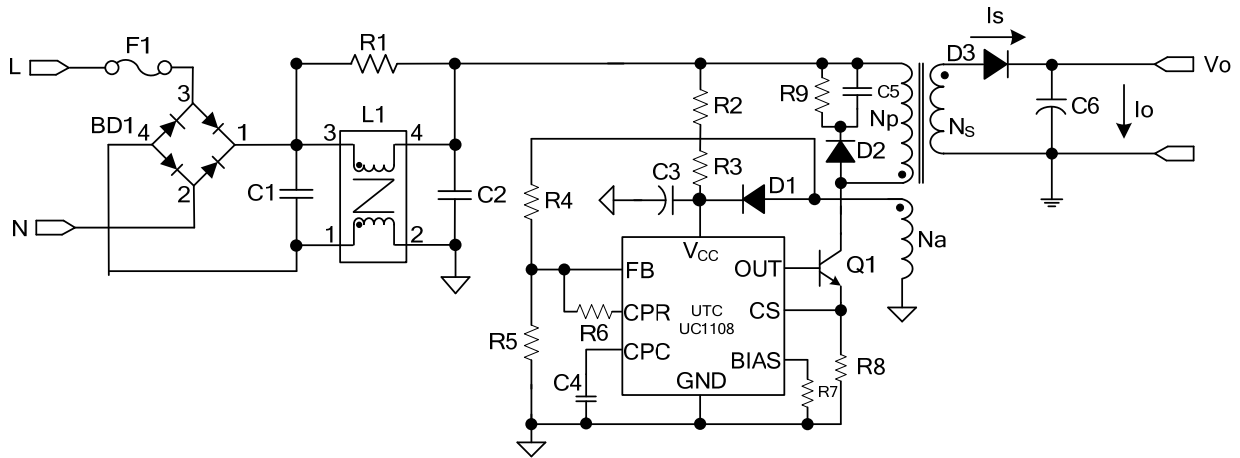 Is
F1
R1
D3
L
Vo
3
R9
C5
R2
C6
Io
BD1
4
1
3
L1
4
Np
Ns
2
R3
D2
C3
D1
C1
C2
R4
N
1
2
Na
VCC
FB
OUT
Q1
CPR
UTC
CS
UC1108
R5
R6
CPC
BIAS
R8
C4
GND
R7